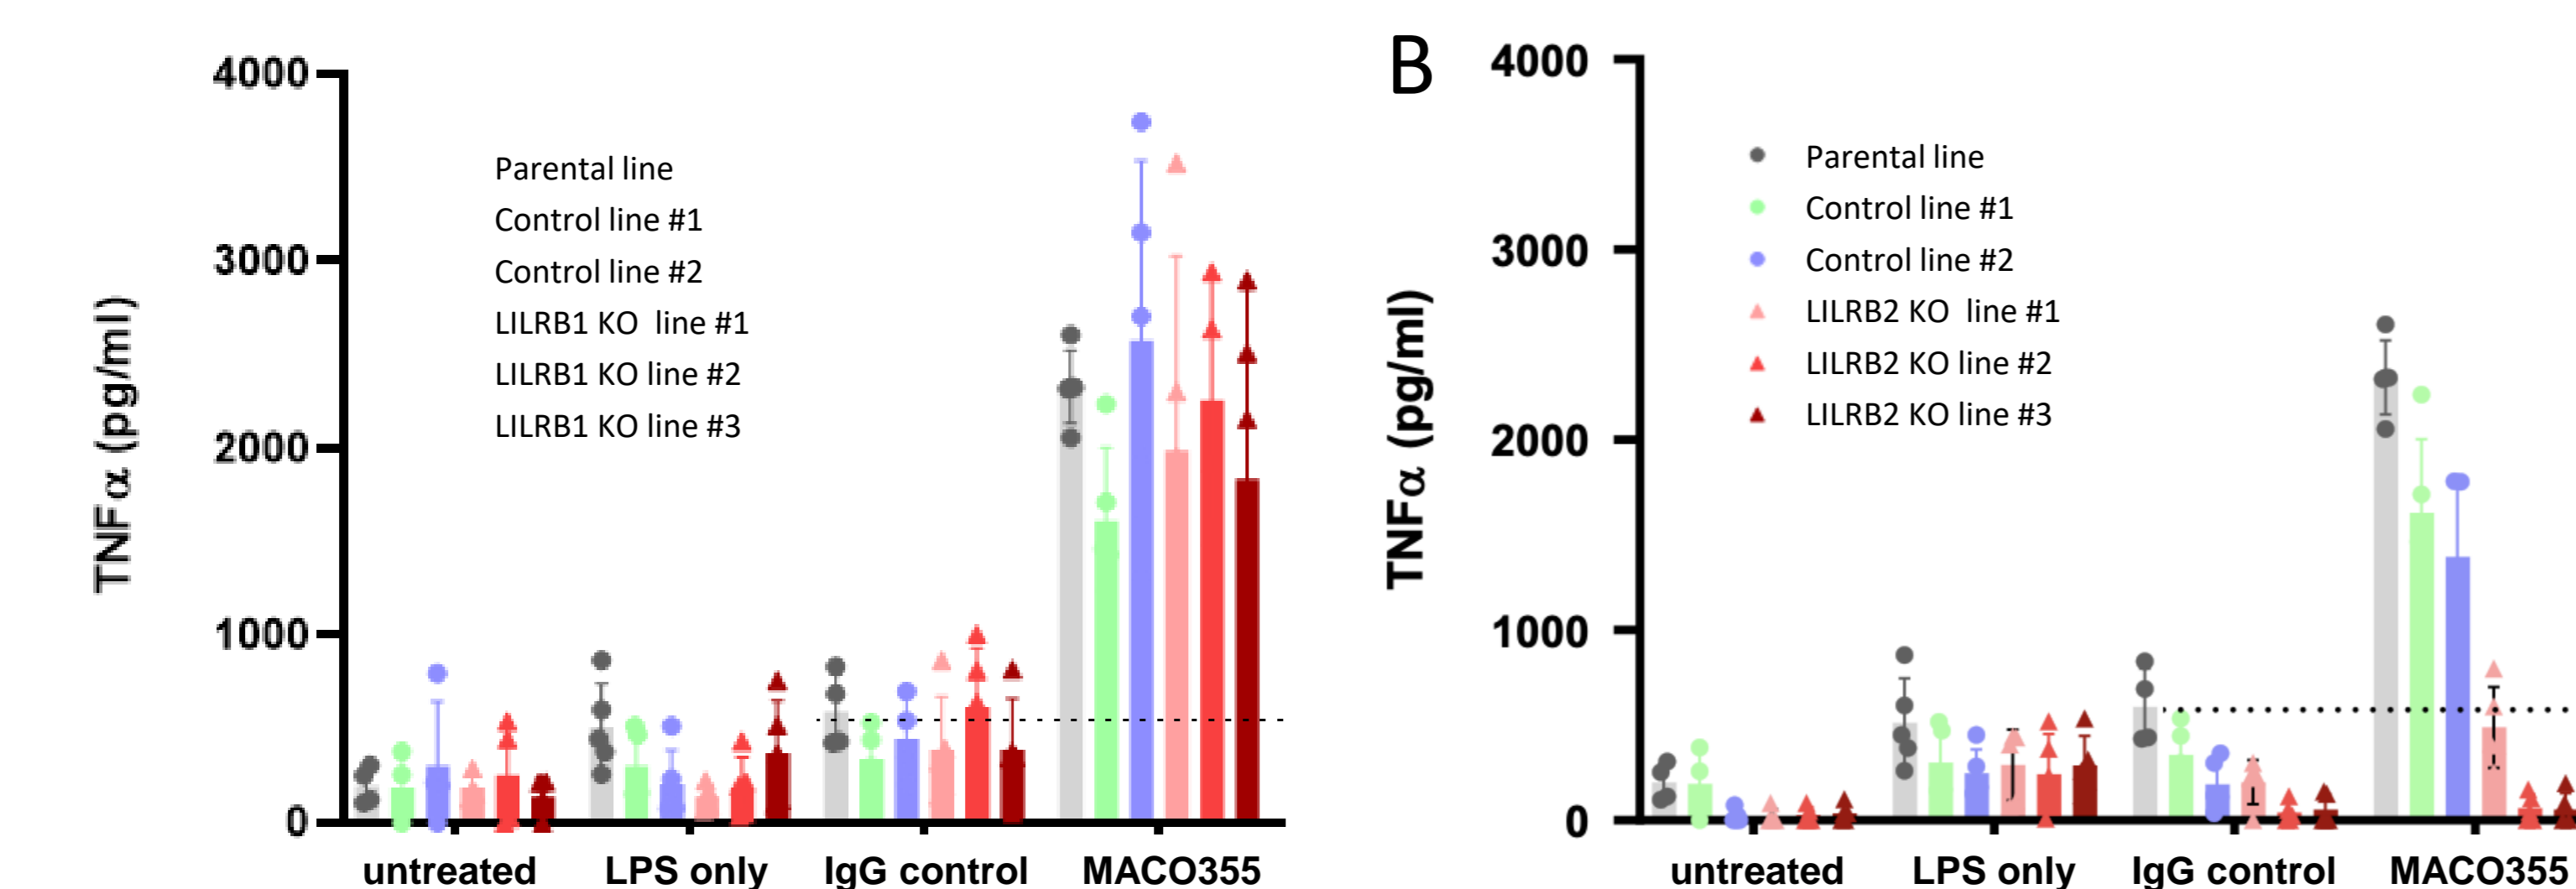 4000
3000
2000
1000
0
TNFα (pg/ml)
Parental line
Control line #1
Control line #2
LILRB1 KO  line #1
LILRB1 KO line #2
LILRB1 KO line #3
untreated
LPS only
IgG control
MACO355
B
4000
3000
2000
1000
0
TNFα (pg/ml)
Parental line
Control line #1
Control line #2
LILRB2 KO  line #1
LILRB2 KO line #2
LILRB2 KO line #3
untreated
LPS only
IgG control
MACO355